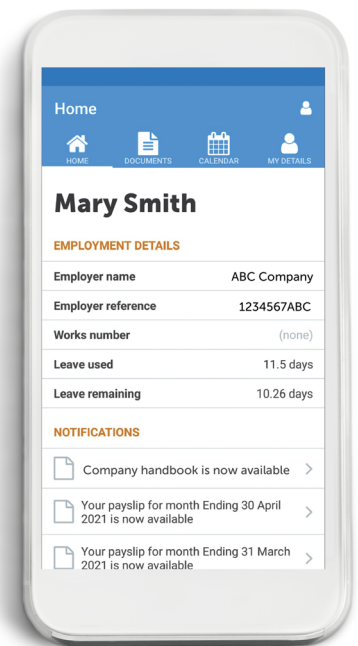 Home
HOME
DOCUMENTS
CALENDAR
MY DETAILS
Mary Smith
EMPLOYMENT DETAILS
Employer name ABC Company
Employer reference 1234567ABC
Works number (none)
Leave used 11.5 days
Leave remaining 10.26 days
NOTIFICATIONS
Company handbook is now available
Your payslip for month Ending 30 April
2021 is now available
Your payslip for month Ending 31 March
2021 is now available